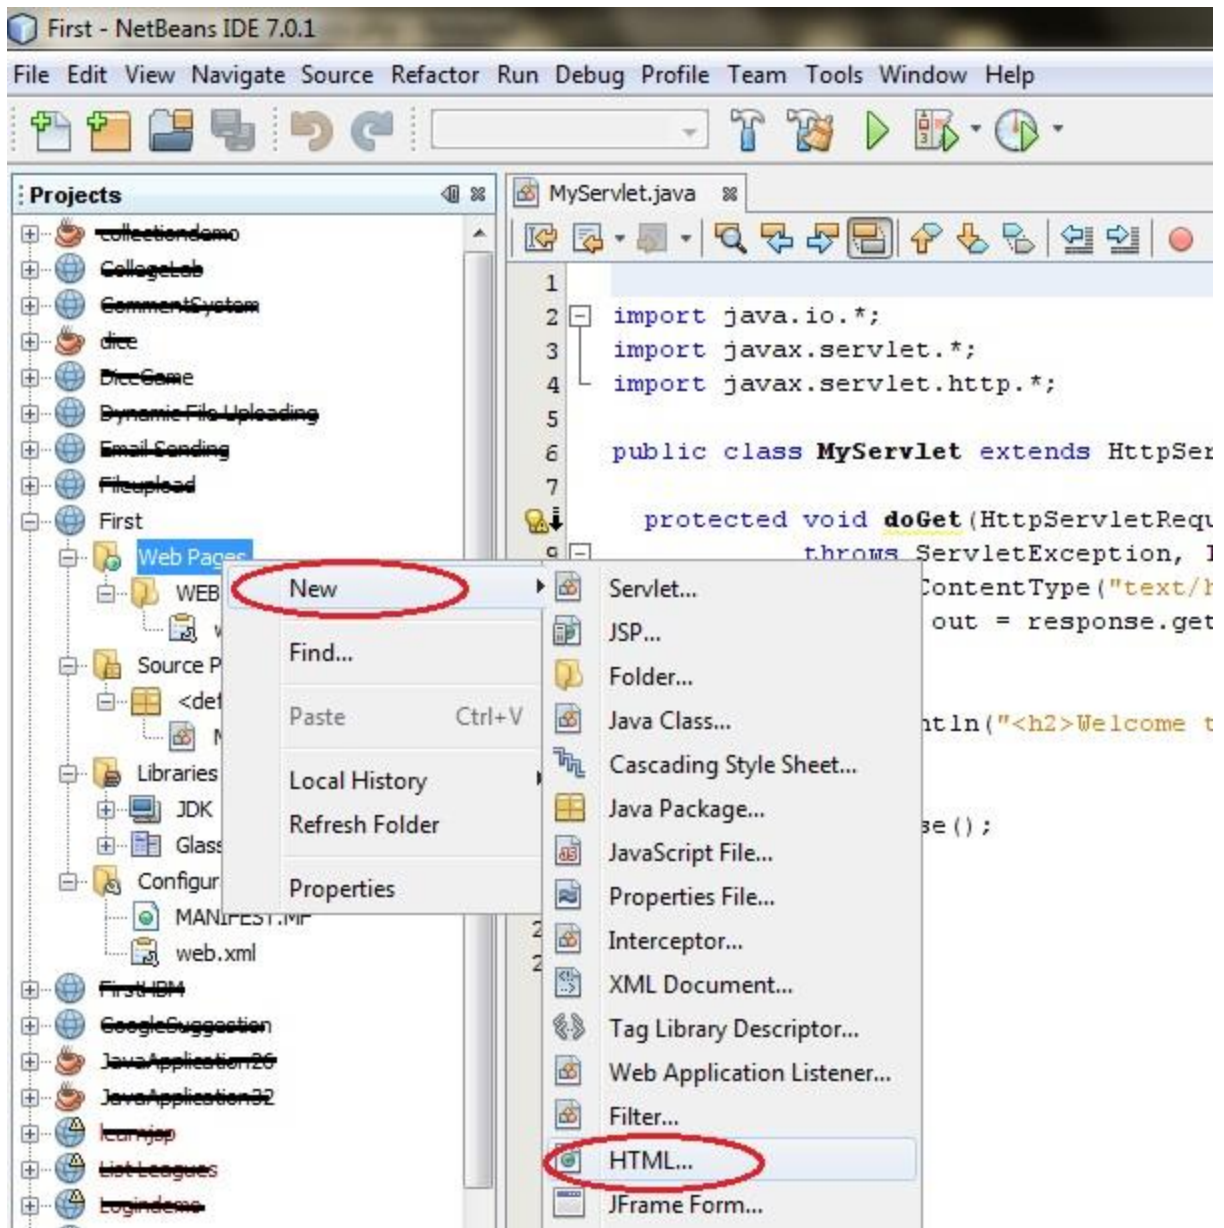 First - NetBeans IDE 7.0.1
File Edit View Navigate Source Refactor Run Debug Profile Team Tools Window Help
Projects
MyServlet.java
collectiondemo
CollegeLab
CommentSystem
dice
DiceGame
Dynamic File Uploading
Email Sending
Fileupload
First
Web Pages
WEB
Source P
<def
Libraries
JDK
Glass
Configur
MANIFEST.MF
web.xml
FirstHBM
GoogleSuggestion
JavaApplication26
JavaApplication32
learnjsp
List Leagues
Logindemo
New
Find...
Paste Ctrl+V
Local History
Refresh Folder
Properties
Servlet...
JSP...
Folder...
Java Class...
Cascading Style Sheet...
Java Package...
JavaScript File...
Properties File...
Interceptor...
XML Document...
Tag Library Descriptor...
Web Application Listener...
Filter...
HTML...
JFrame Form...
1
2 import java.io.*;
3 import javax.servlet.*;
4 import javax.servlet.http.*;
5
6 public class MyServlet extends HttpSer
7
protected void doGet(HttpServletRequ
9 throws ServletException, I
ContentType("text/h
out = response.get
ntln("<h2>Welcome t
se();
2
2